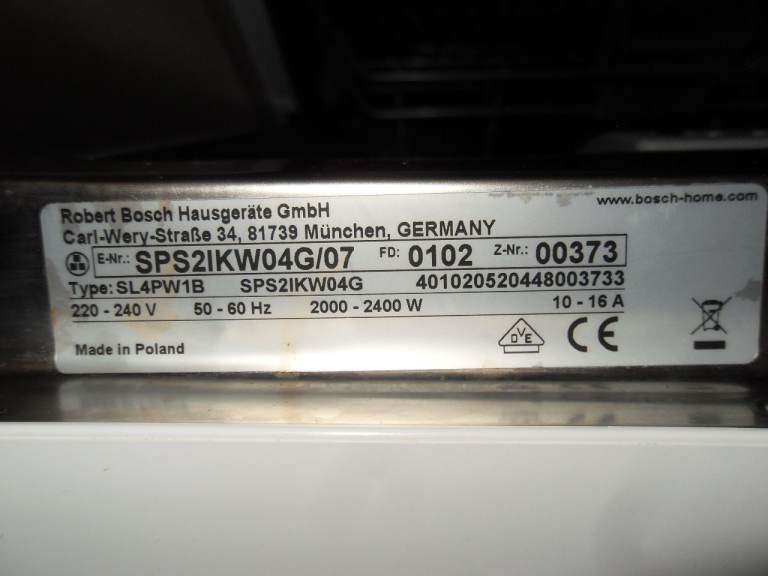 Robert Bosch Hausgeräte GmbH
www.bosch-home.com
Carl-Wery-Straße 34, 81739 München, GERMANY
E-Nr.: SPS2IKW04G/07 FD: 0102 Z-Nr.: 00373
Type: SL4PW1B SPS2IKW04G 401020520448003733
220 - 240 V 50 - 60 Hz 2000 - 2400 W 10 - 16 A
Made in Poland
DVE CE